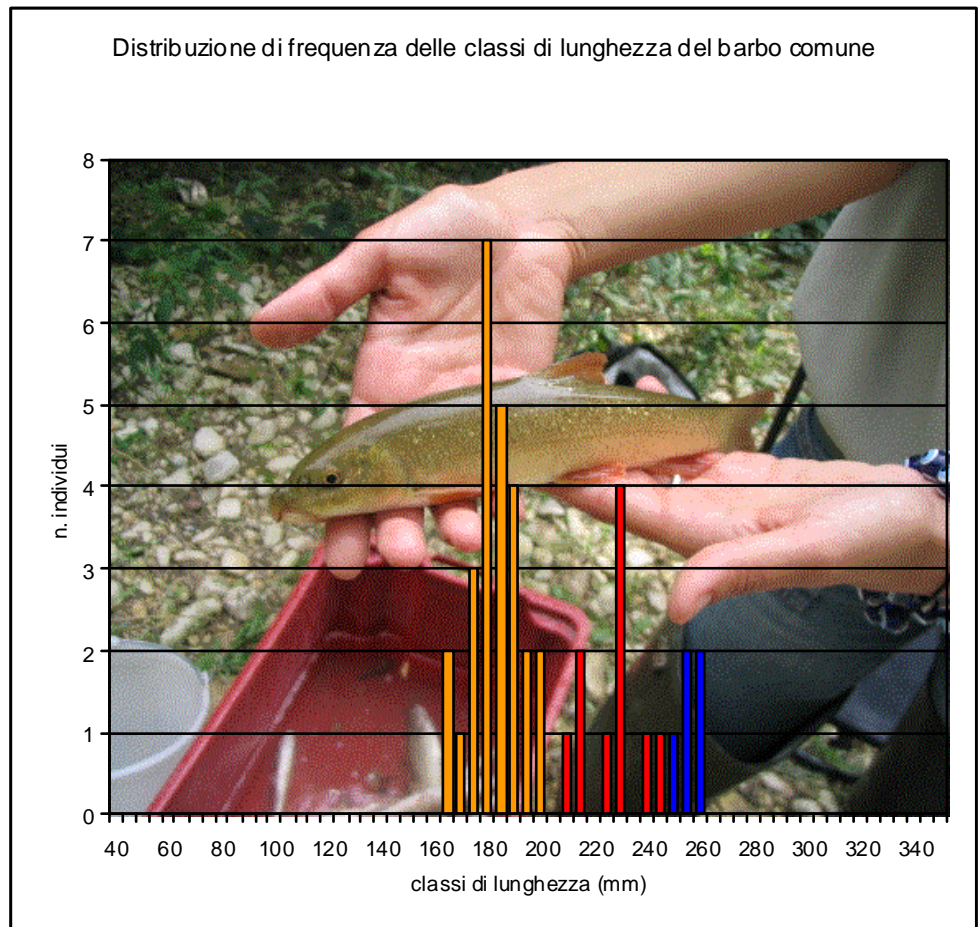 Distribuzione di frequenza delle classi di lunghezza del barbo comune
8
7
6
5
4
3
2
1
0
n. individui
40 60 80 100 120 140 160 180 200 220 240 260 280 300 320 340
classi di lunghezza (mm)